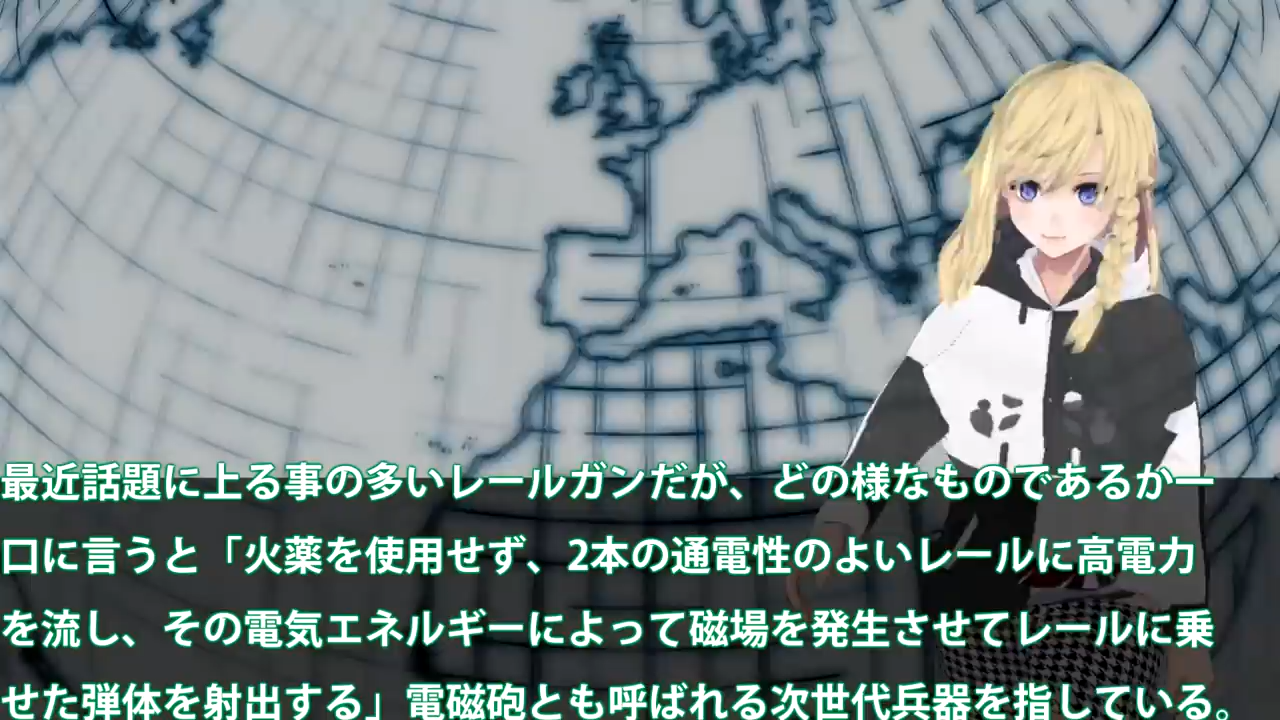 最近話題に上る事の多いレールガンだが、どの様なものであるか一
口に言うと「火薬を使用せず、2本の通電性のよいレールに高電力
を流し、その電気エネルギーによって磁場を発生させてレールに乗
せた弾体を射出する」電磁砲とも呼ばれる次世代兵器を指している。